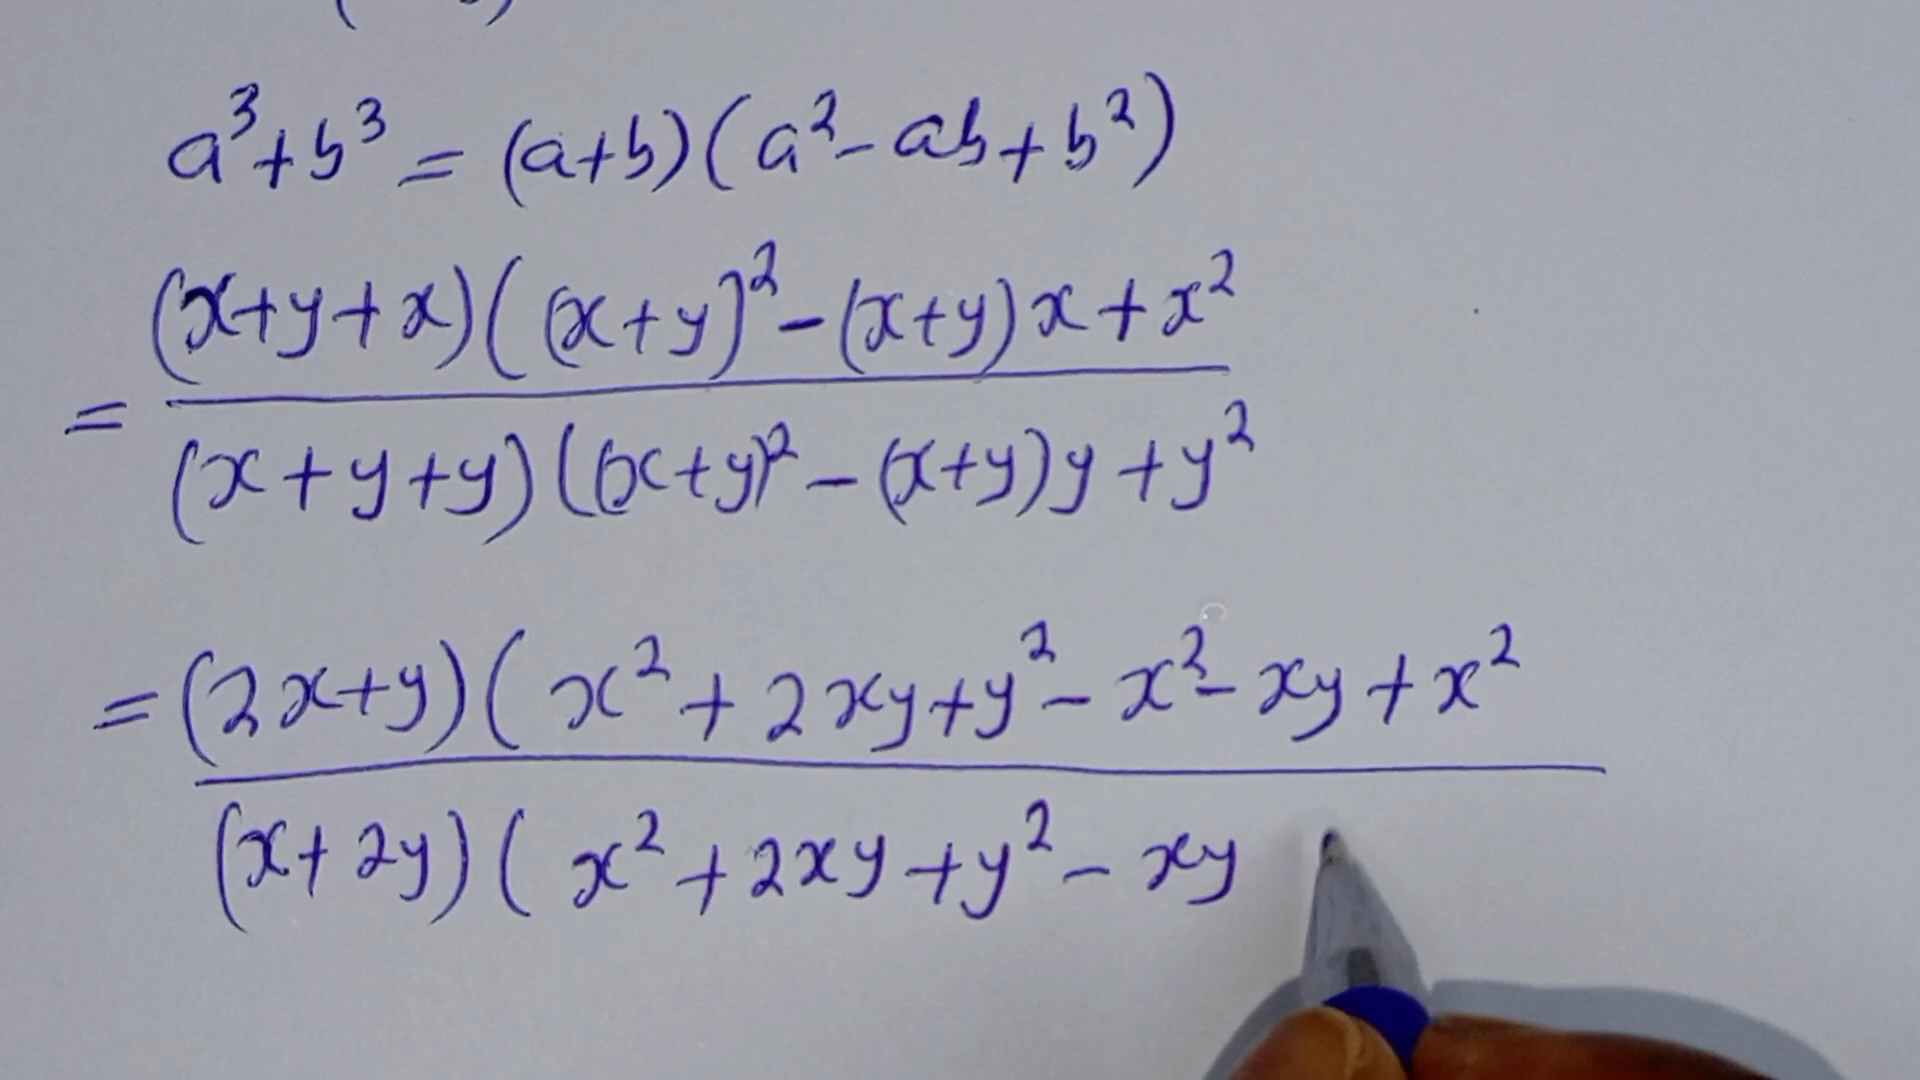 a³+b³ = (a+b)(a²-ab+b²)
= (x+y+x)((x+y)²-(x+y)x+x²
(x+y+y)((x+y)²-(x+y)y+y²
= (2x+y)(x²+2xy+y²-x²-xy+x²
(x+2y)(x²+2xy+y²-xy